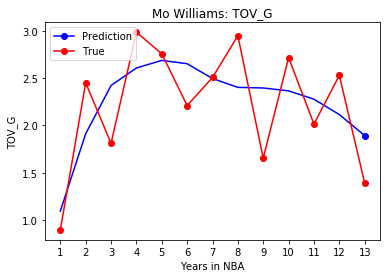 Mo Williams: TOV_G
Prediction
True
3.0
2.5
2.0
1.5
1.0
TOV_G
1 2 3 4 5 6 7 8 9 10 11 12 13
Years in NBA